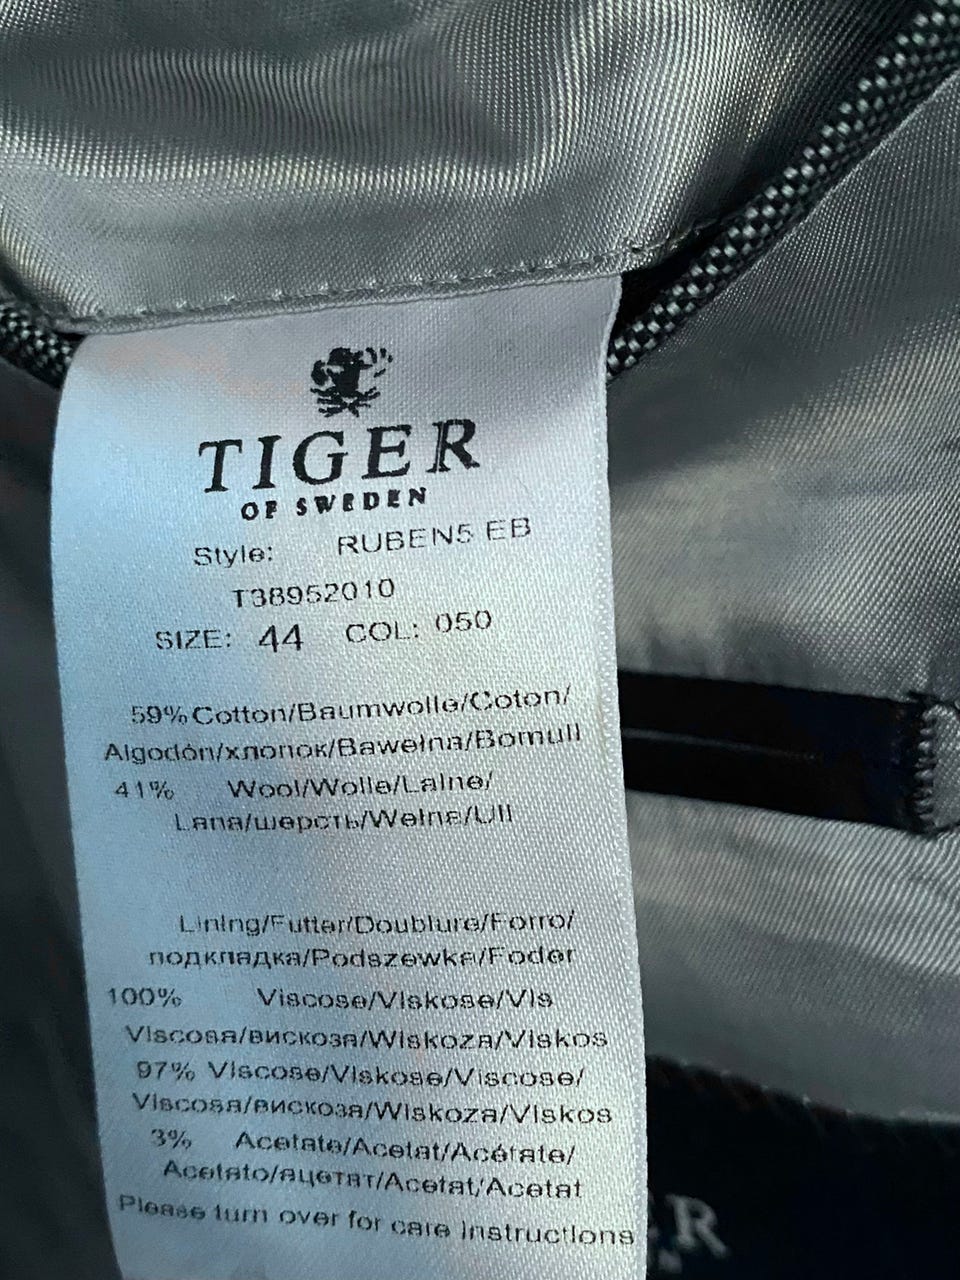 TIGER
OF SWEDEN
Style: RUBEN5 EB
T38952010
SIZE: 44 COL: 050
59% Cotton/Baumwolle/Coton/
Algodón/хлопок/Bawełna/Bomull
41% Wool/Wolle/Laine/
Lana/шерсть/Wełna/Ull
Lining/Futter/Doublure/Forro/
подкладка/Podszewka/Foder
100% Viscose/Viskose/Vis
Viscosa/вискоза/Wiskoza/Viskos
97% Viscose/Viskose/Viscose/
Viscosa/вискоза/Wiskoza/Viskos
3% Acetate/Acetat/Acétate/
Acetato/ацетат/Acetat/Acetat
Please turn over for care instructions